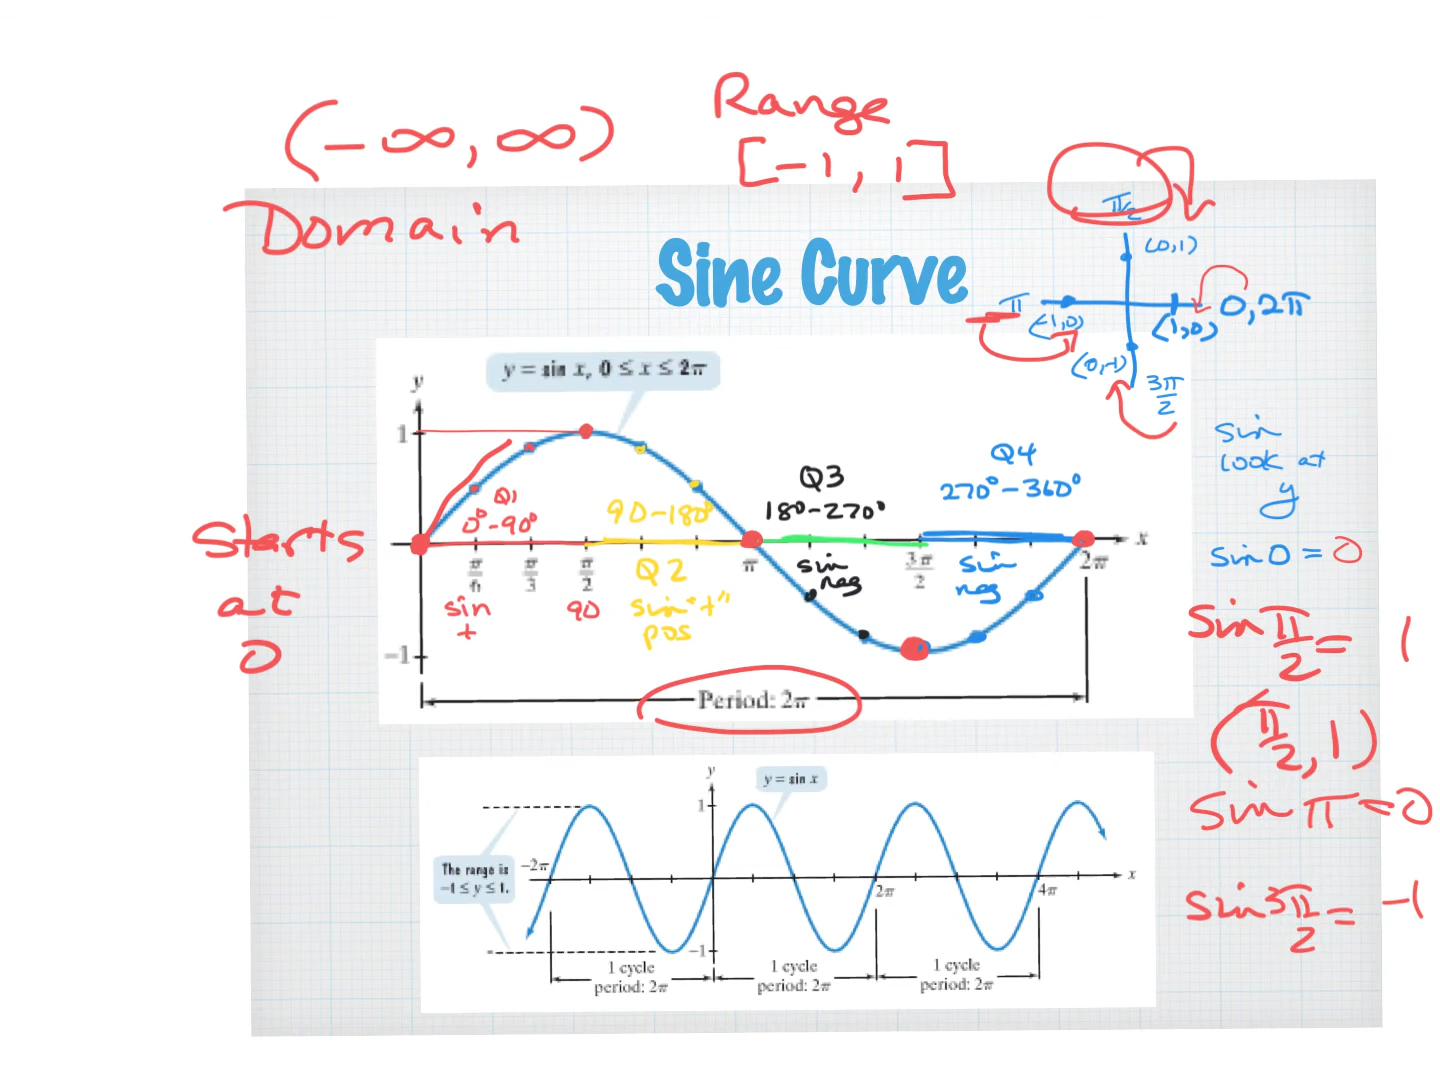 (-∞, ∞)
Domain
Range
[-1, 1]
Sine Curve
π/2
(0,1)
π
(-1,0)
(1,0)
0, 2π
(0,-1)
3π/2
y = sin x, 0 ≤ x ≤ 2π
y
1
Q1
0°-90°
90-180°
Q3
180°-270°
Q4
270°-360°
x
π/6
π/3
π/2
π
3π/2
2π
sin
+
90
Q2
sin "+"
pos
sin
neg
sin
neg
-1
Period: 2π
Starts
at
0
sin
look at
y
sin 0 = 0
sin π/2 = 1
(π/2, 1)
sin π = 0
sin 3π/2 = -1
y
y = sin x
1
The range is
-1 ≤ y ≤ 1.
-2π
2π
4π
x
-1
1 cycle
period: 2π
1 cycle
period: 2π
1 cycle
period: 2π